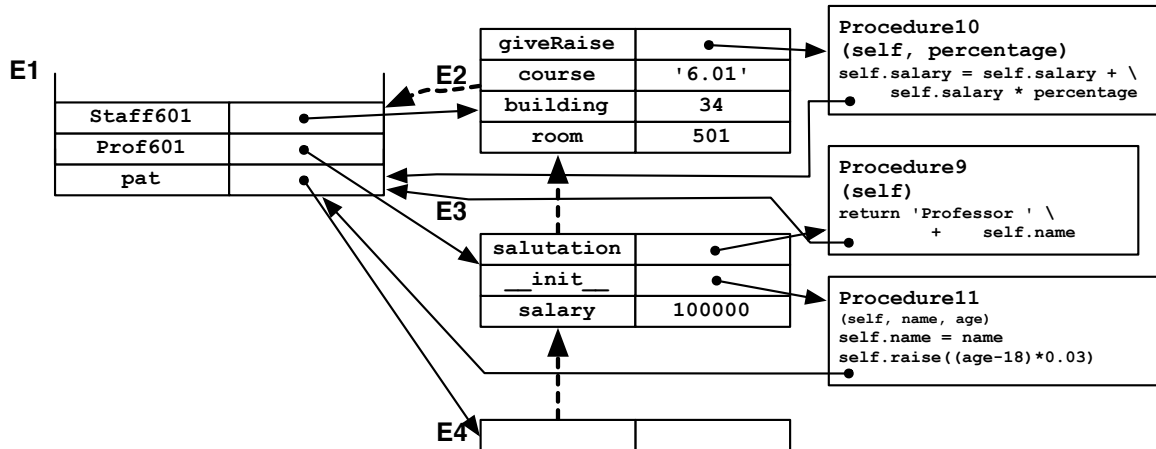 E1
Staff601
Prof601
pat
E2
giveRaise
course '6.01'
building 34
room 501
E3
salutation
__init__
salary 100000
E4
Procedure10
(self, percentage)
self.salary = self.salary + \
self.salary * percentage
Procedure9
(self)
return 'Professor ' \
+ self.name
Procedure11
(self, name, age)
self.name = name
self.raise((age-18)*0.03)